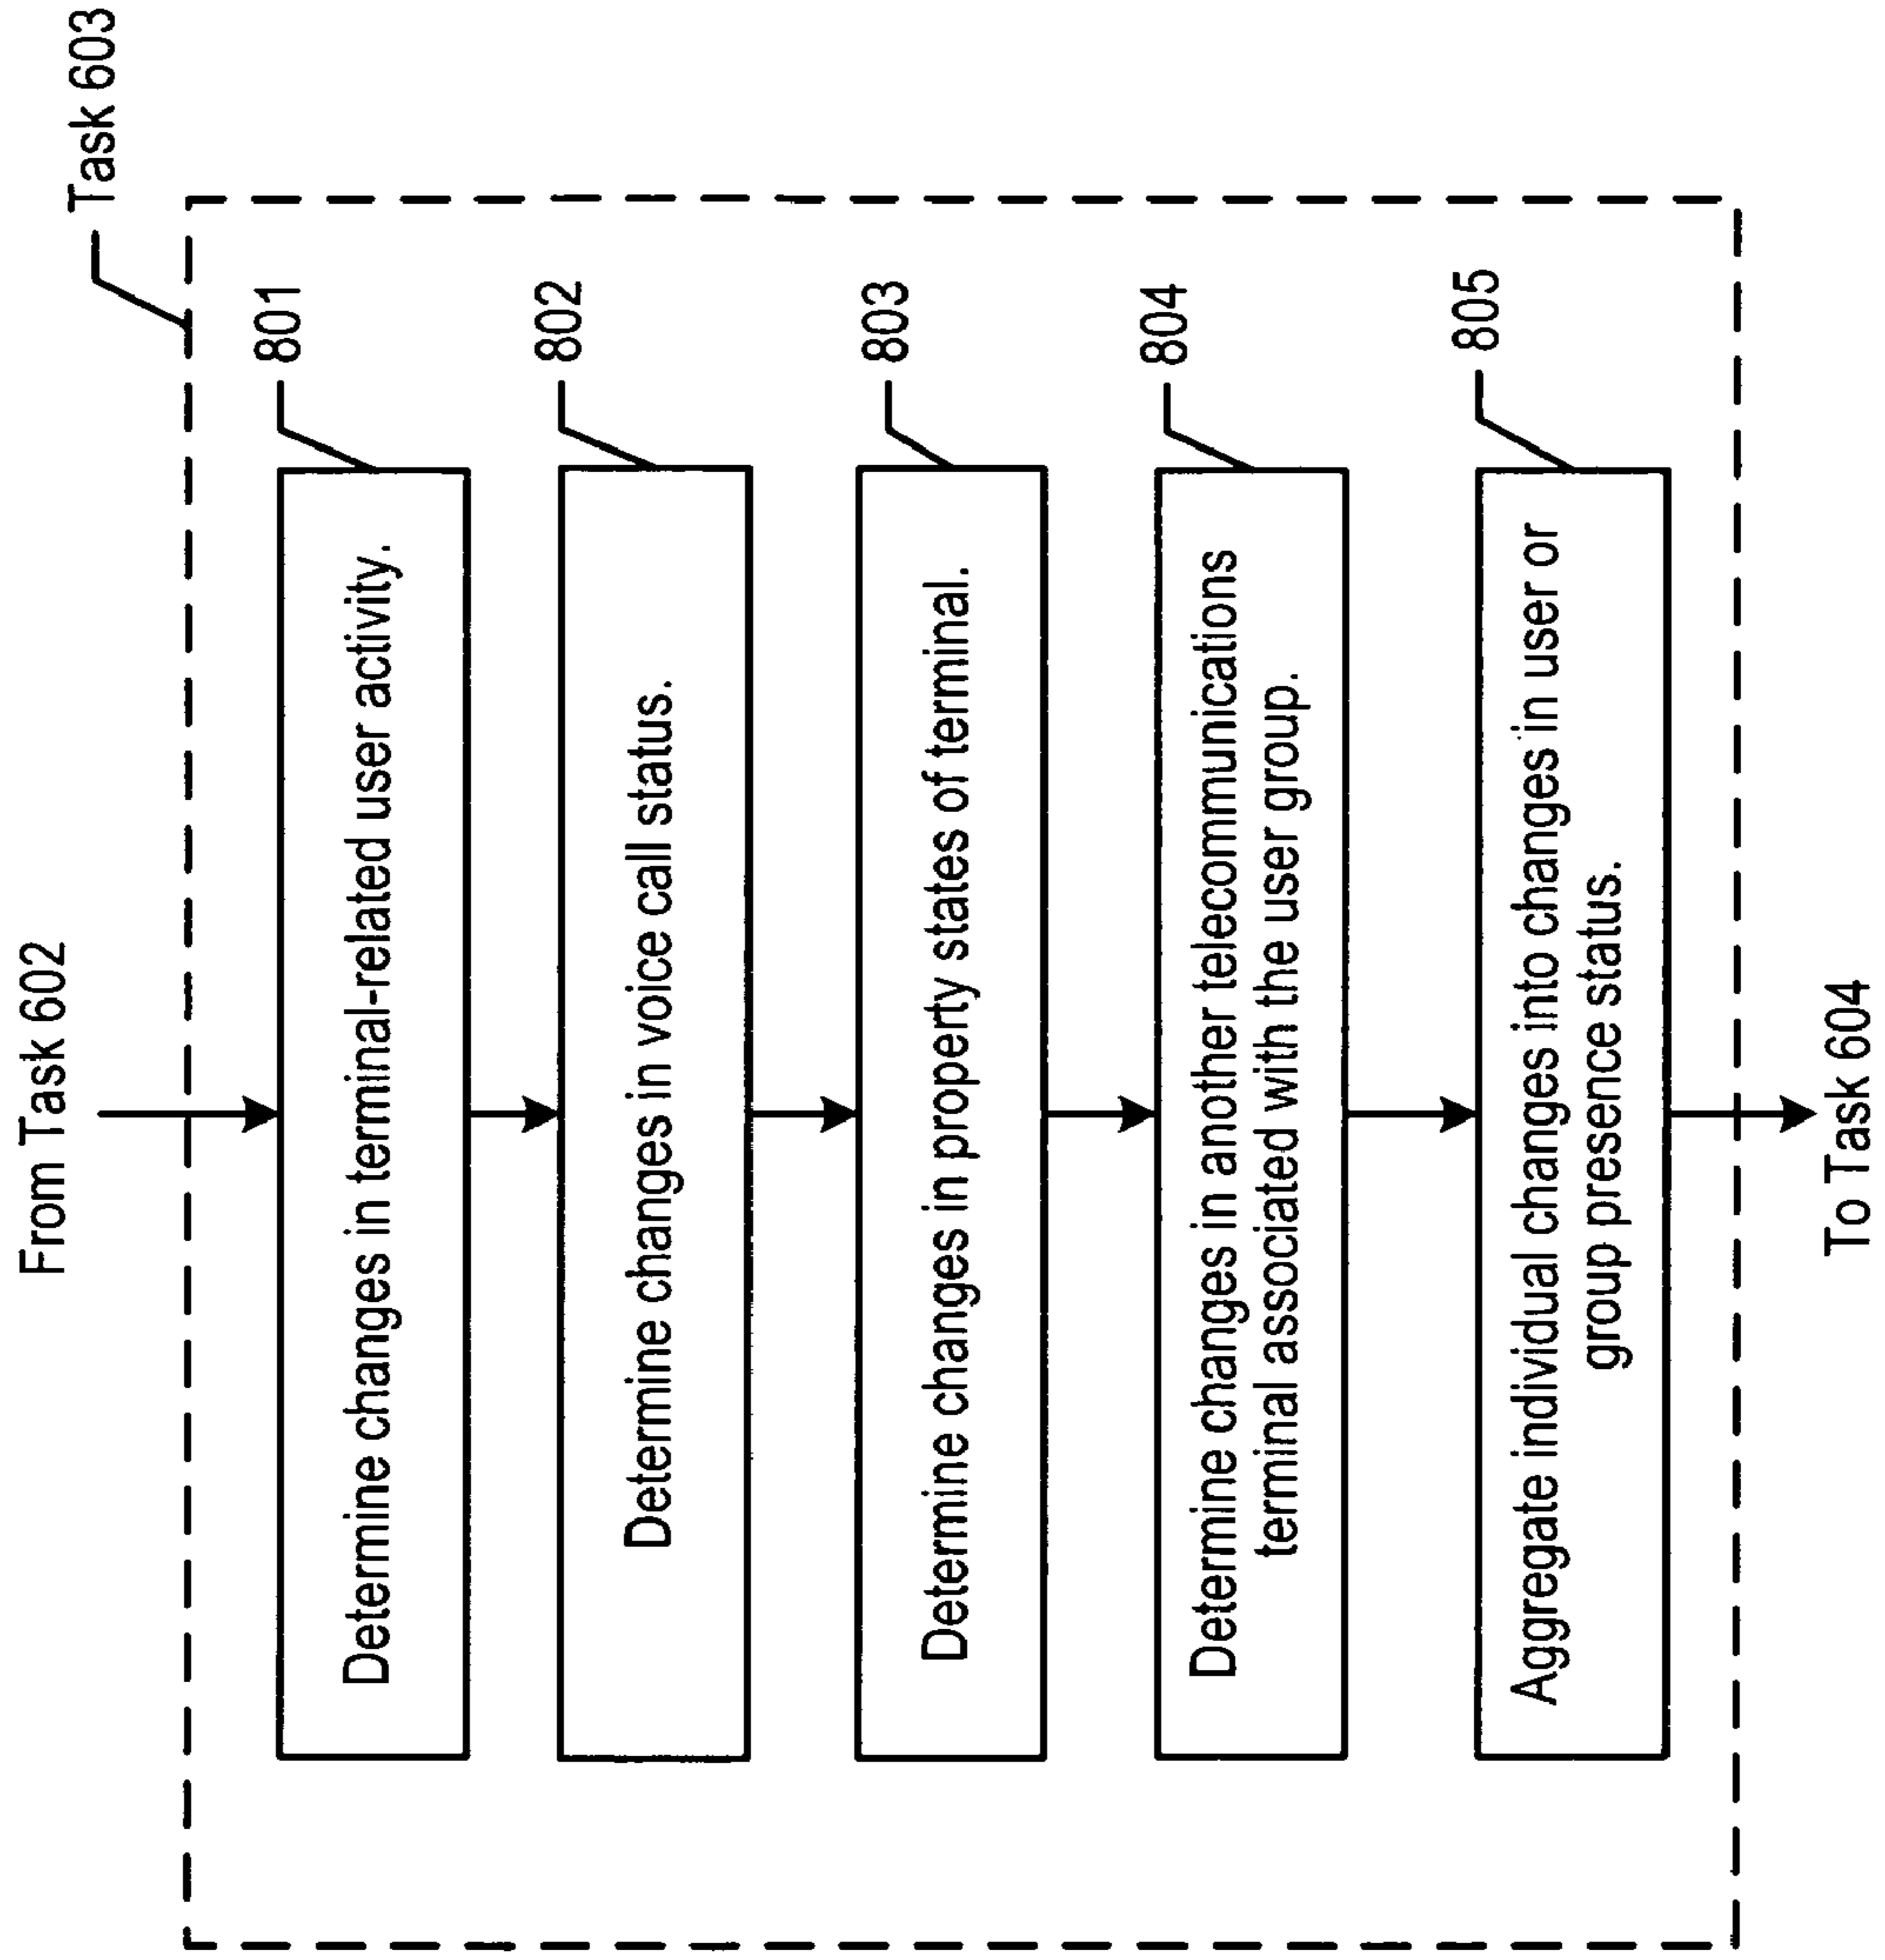 From Task 602
Task 603
801
Determine changes in terminal-related user activity.
802
Determine changes in voice call status.
803
Determine changes in property states of terminal.
804
Determine changes in another telecommunications
terminal associated with the user group.
805
Aggregate individual changes into changes in user or
group presence status.
To Task 604